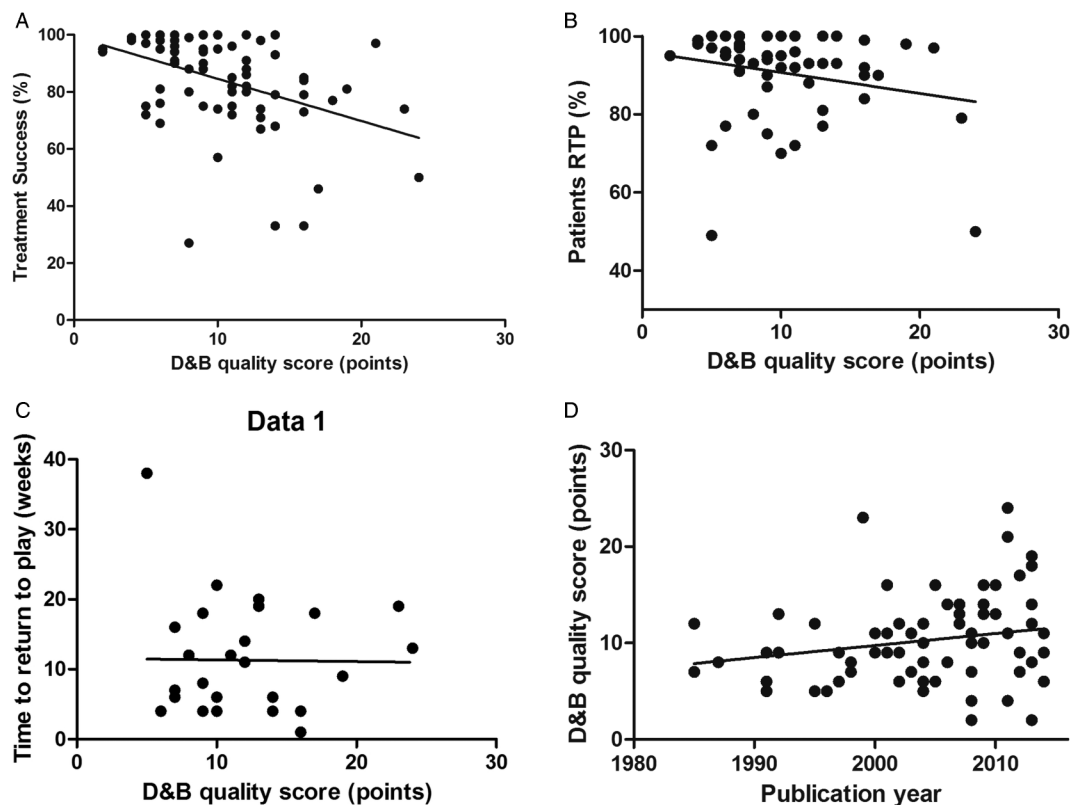 A
Treatment Success (%)
100
80
60
40
20
0
0
10
20
30
D&B quality score (points)
B
Patients RTP (%)
100
80
60
40
0
10
20
30
D&B quality score (points)
C
Data 1
Time to return to play (weeks)
40
30
20
10
0
0
10
20
30
D&B quality score (points)
D
D&B quality score (points)
30
20
10
0
1980
1990
2000
2010
Publication year